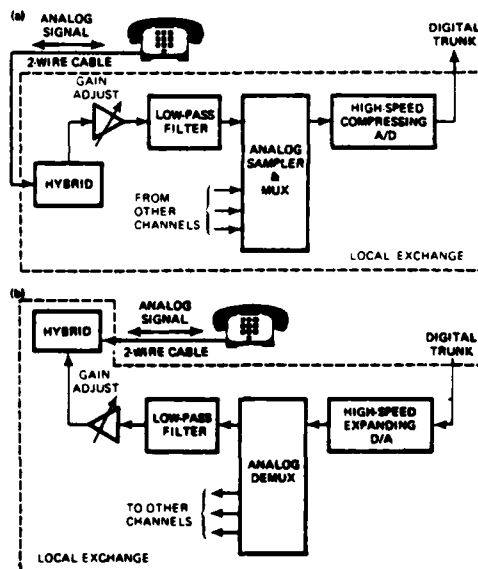 (a)
ANALOG
SIGNAL
2-WIRE CABLE
DIGITAL
TRUNK
GAIN
ADJUST
LOW-PASS
FILTER
HIGH-SPEED
COMPRESSING
A/D
ANALOG
SAMPLER
&
MUX
HYBRID
FROM
OTHER
CHANNELS
LOCAL EXCHANGE
(b)
HYBRID
ANALOG
SIGNAL
2-WIRE CABLE
DIGITAL
TRUNK
GAIN
ADJUST
LOW-PASS
FILTER
HIGH-SPEED
EXPANDING
D/A
ANALOG
DEMUX
TO OTHER
CHANNELS
LOCAL EXCHANGE